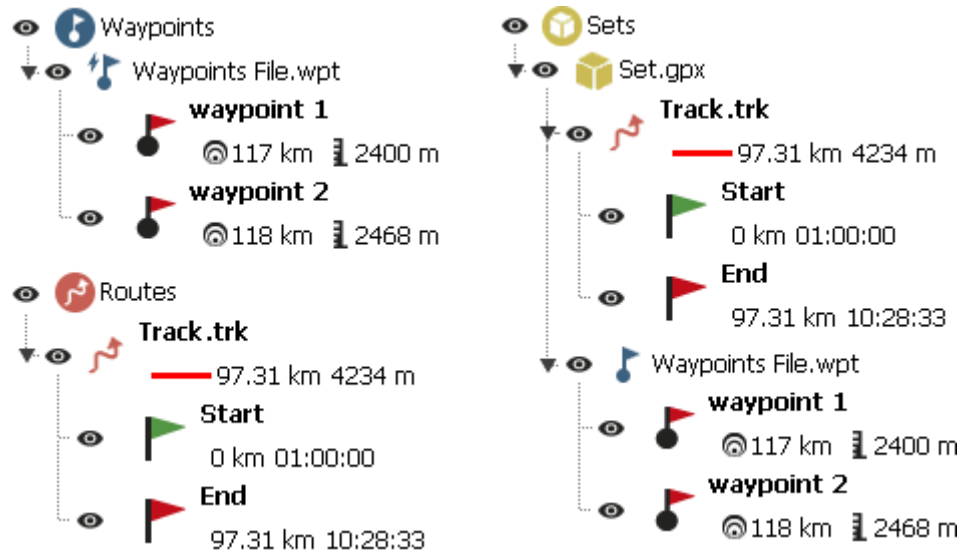 Waypoints
Waypoints File.wpt
waypoint 1
117 km 2400 m
waypoint 2
118 km 2468 m
Routes
Track.trk
97.31 km 4234 m
Start
0 km 01:00:00
End
97.31 km 10:28:33
Sets
Set.gpx
Track.trk
97.31 km 4234 m
Start
0 km 01:00:00
End
97.31 km 10:28:33
Waypoints File.wpt
waypoint 1
117 km 2400 m
waypoint 2
118 km 2468 m